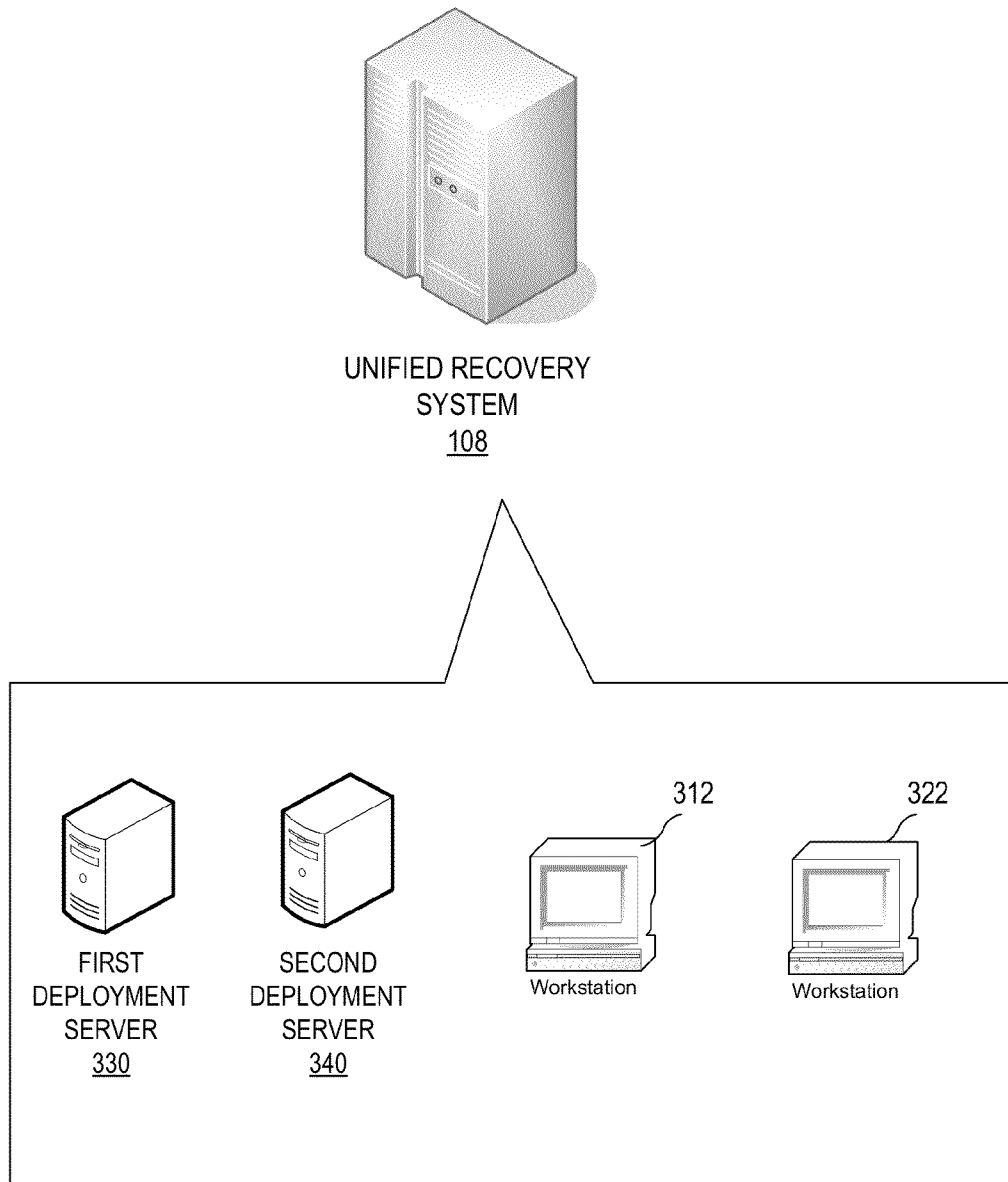 UNIFIED RECOVERY
SYSTEM
108
312
322
FIRST
DEPLOYMENT
SERVER
330
SECOND
DEPLOYMENT
SERVER
340
Workstation
Workstation